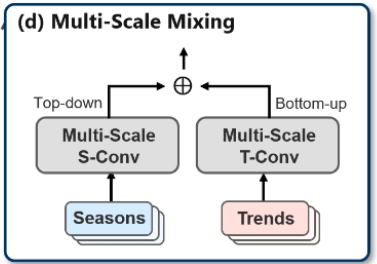 (d) Multi-Scale Mixing
Top-down
Bottom-up
Multi-Scale
S-Conv
Multi-Scale
T-Conv
Seasons
Trends